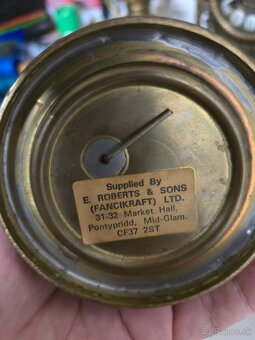 Supplied By
E. ROBERTS & SONS
(FANCIKRAFT) LTD.
31-32 Market Hall,
Pontypridd, Mid-Glam.
CF37 2ST